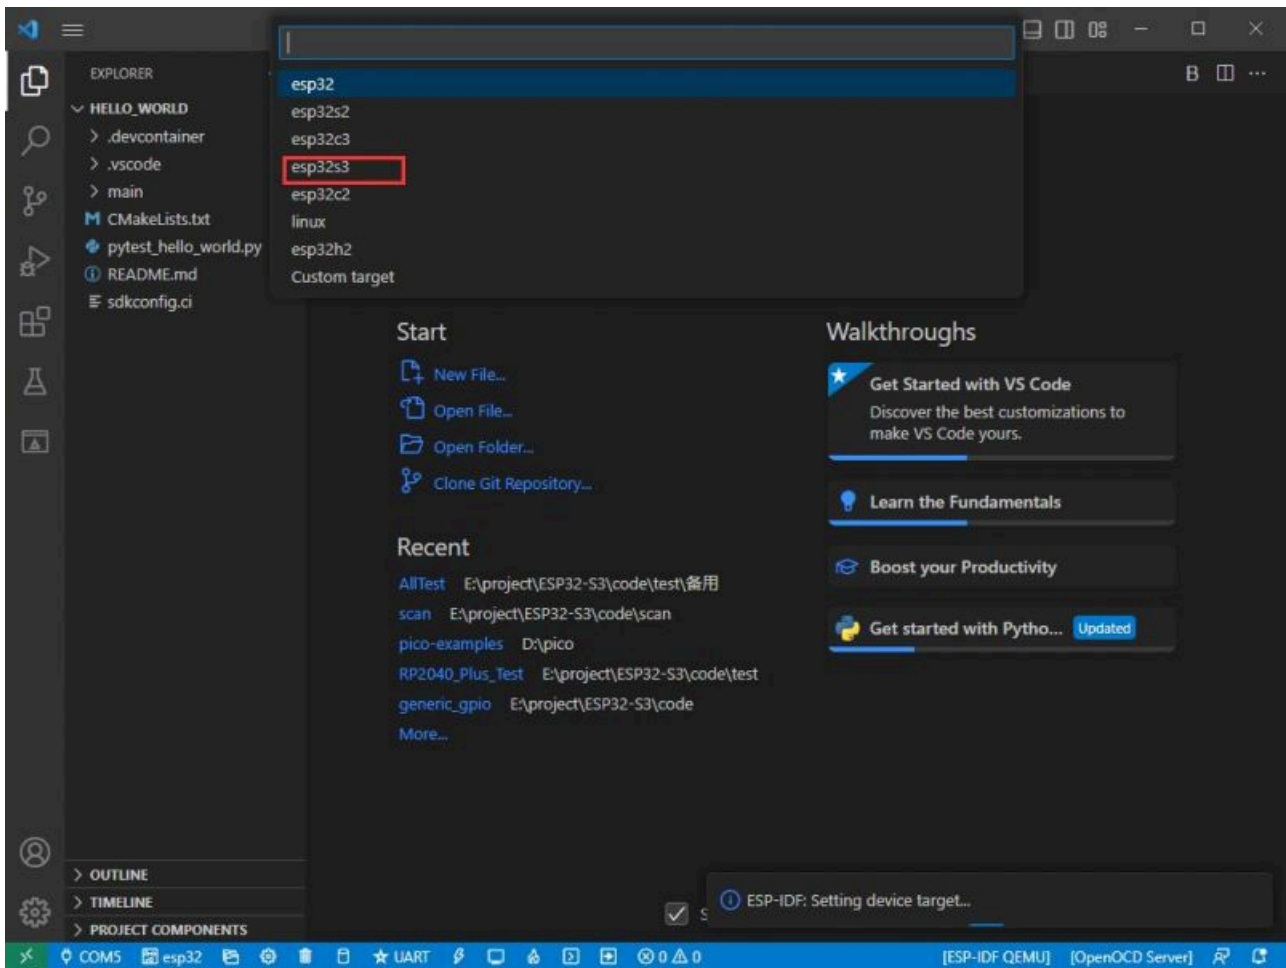 EXPLORER
HELLO_WORLD
.devcontainer
.vscode
main
CMakeLists.txt
pytest_hello_world.py
README.md
sdkconfig.ci
esp32
esp32s2
esp32c3
esp32s3
esp32c2
linux
esp32h2
Custom target
B
Start
New File...
Open File...
Open Folder...
Clone Git Repository...
Recent
AllTest E:\project\ESP32-S3\code\test\备用
scan E:\project\ESP32-S3\code\scan
pico-examples D:\pico
RP2040_Plus_Test E:\project\ESP32-S3\code\test
generic_gpio E:\project\ESP32-S3\code
More...
Walkthroughs
Get Started with VS Code
Discover the best customizations to
make VS Code yours.
Learn the Fundamentals
Boost your Productivity
Get started with Pytho... Updated
OUTLINE
TIMELINE
PROJECT COMPONENTS
ESP-IDF: Setting device target...
COM5 esp32 UART 0 0 [ESP-IDF QEMU] [OpenOCD Server]